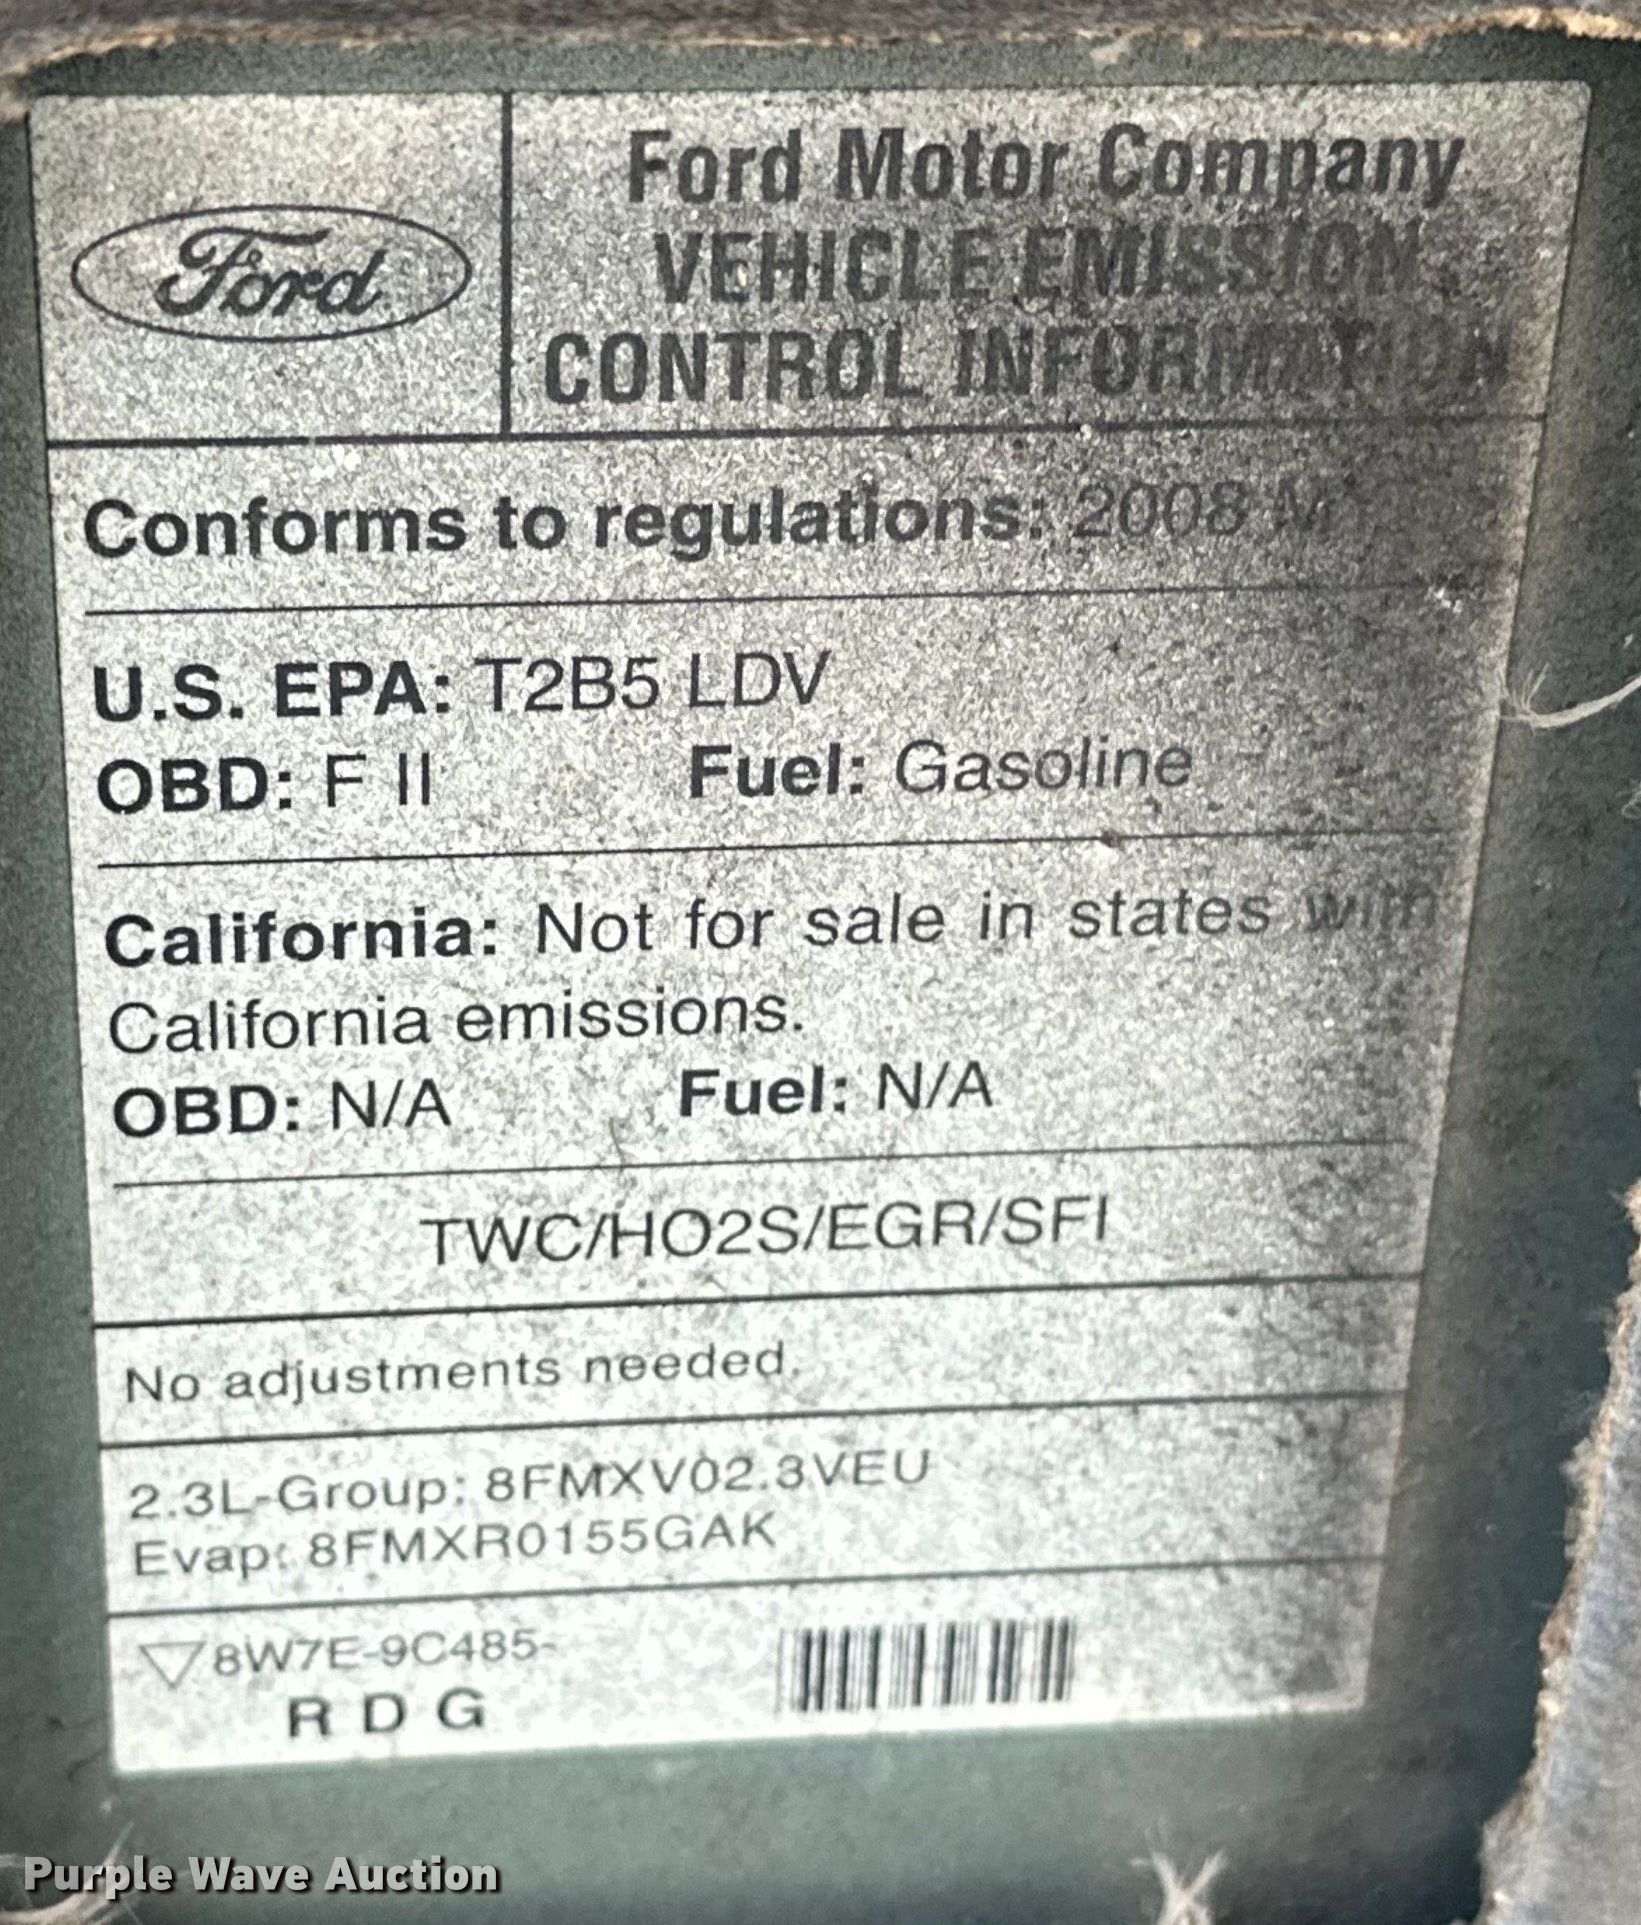 Ford
Ford Motor Company
VEHICLE EMISSION
CONTROL INFORMATION
Conforms to regulations: 2008
U.S. EPA: T2B5 LDV
OBD: F II Fuel: Gasoline
California: Not for sale in states with
California emissions.
OBD: N/A Fuel: N/A
TWC/HO2S/EGR/SFI
No adjustments needed.
2.3L-Group: 8FMXV02.3VEU
Evap: 8FMXR0155GAK
8W7E-9C485-
R D G
Purple Wave Auction